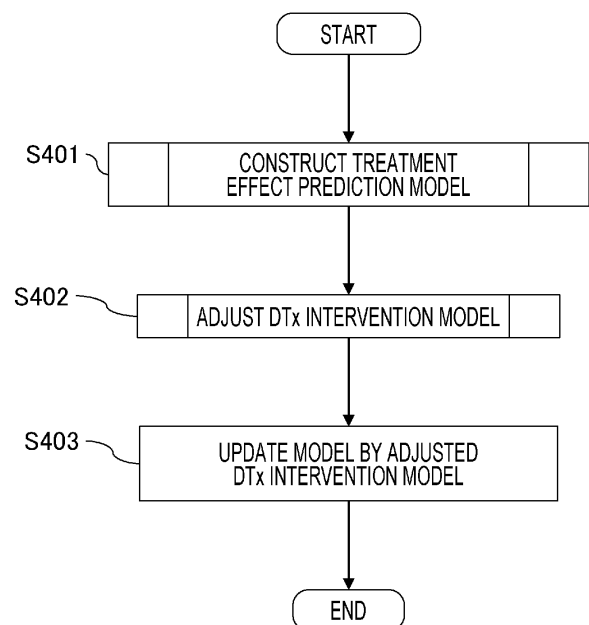 START
S401
CONSTRUCT TREATMENT
EFFECT PREDICTION MODEL
S402
ADJUST DTx INTERVENTION MODEL
S403
UPDATE MODEL BY ADJUSTED
DTx INTERVENTION MODEL
END